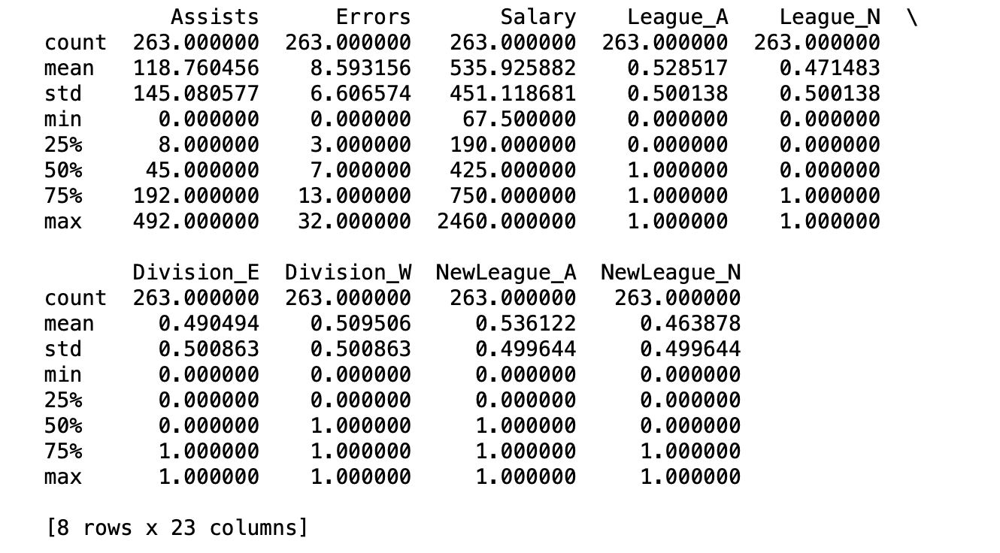 Assists      Errors       Salary    League_A    League_N  \
count  263.000000  263.000000   263.000000  263.000000  263.000000
mean   118.760456    8.593156   535.925882    0.528517    0.471483
std    145.080577    6.606574   451.118681    0.500138    0.500138
min      0.000000    0.000000    67.500000    0.000000    0.000000
25%      8.000000    3.000000   190.000000    0.000000    0.000000
50%     45.000000    7.000000   425.000000    1.000000    0.000000
75%    192.000000   13.000000   750.000000    1.000000    1.000000
max    492.000000   32.000000  2460.000000    1.000000    1.000000

       Division_E  Division_W  NewLeague_A  NewLeague_N
count  263.000000  263.000000   263.000000   263.000000
mean     0.490494    0.509506     0.536122     0.463878
std      0.500863    0.500863     0.499644     0.499644
min      0.000000    0.000000     0.000000     0.000000
25%      0.000000    0.000000     0.000000     0.000000
50%      0.000000    1.000000     1.000000     0.000000
75%      1.000000    1.000000     1.000000     1.000000
max      1.000000    1.000000     1.000000     1.000000

[8 rows x 23 columns]